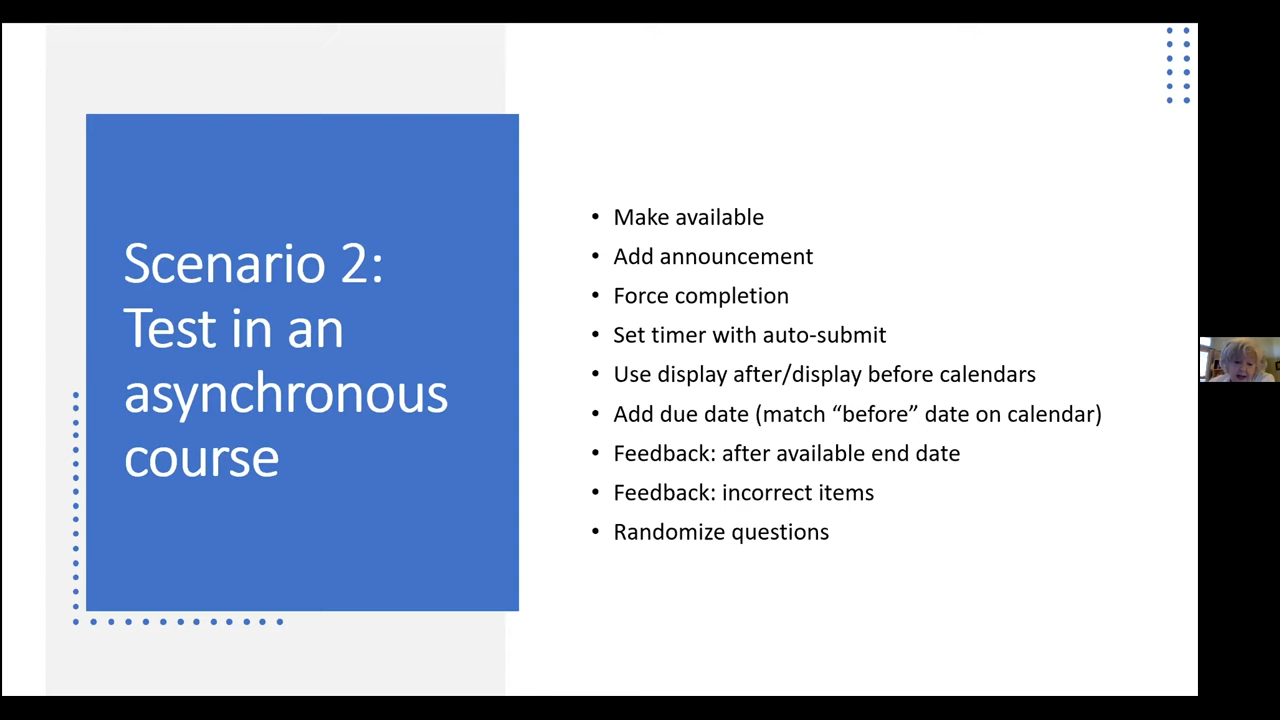 Scenario 2:
Test in an
asynchronous
course
• Make available
• Add announcement
• Force completion
• Set timer with auto-submit
• Use display after/display before calendars
• Add due date (match “before” date on calendar)
• Feedback: after available end date
• Feedback: incorrect items
• Randomize questions